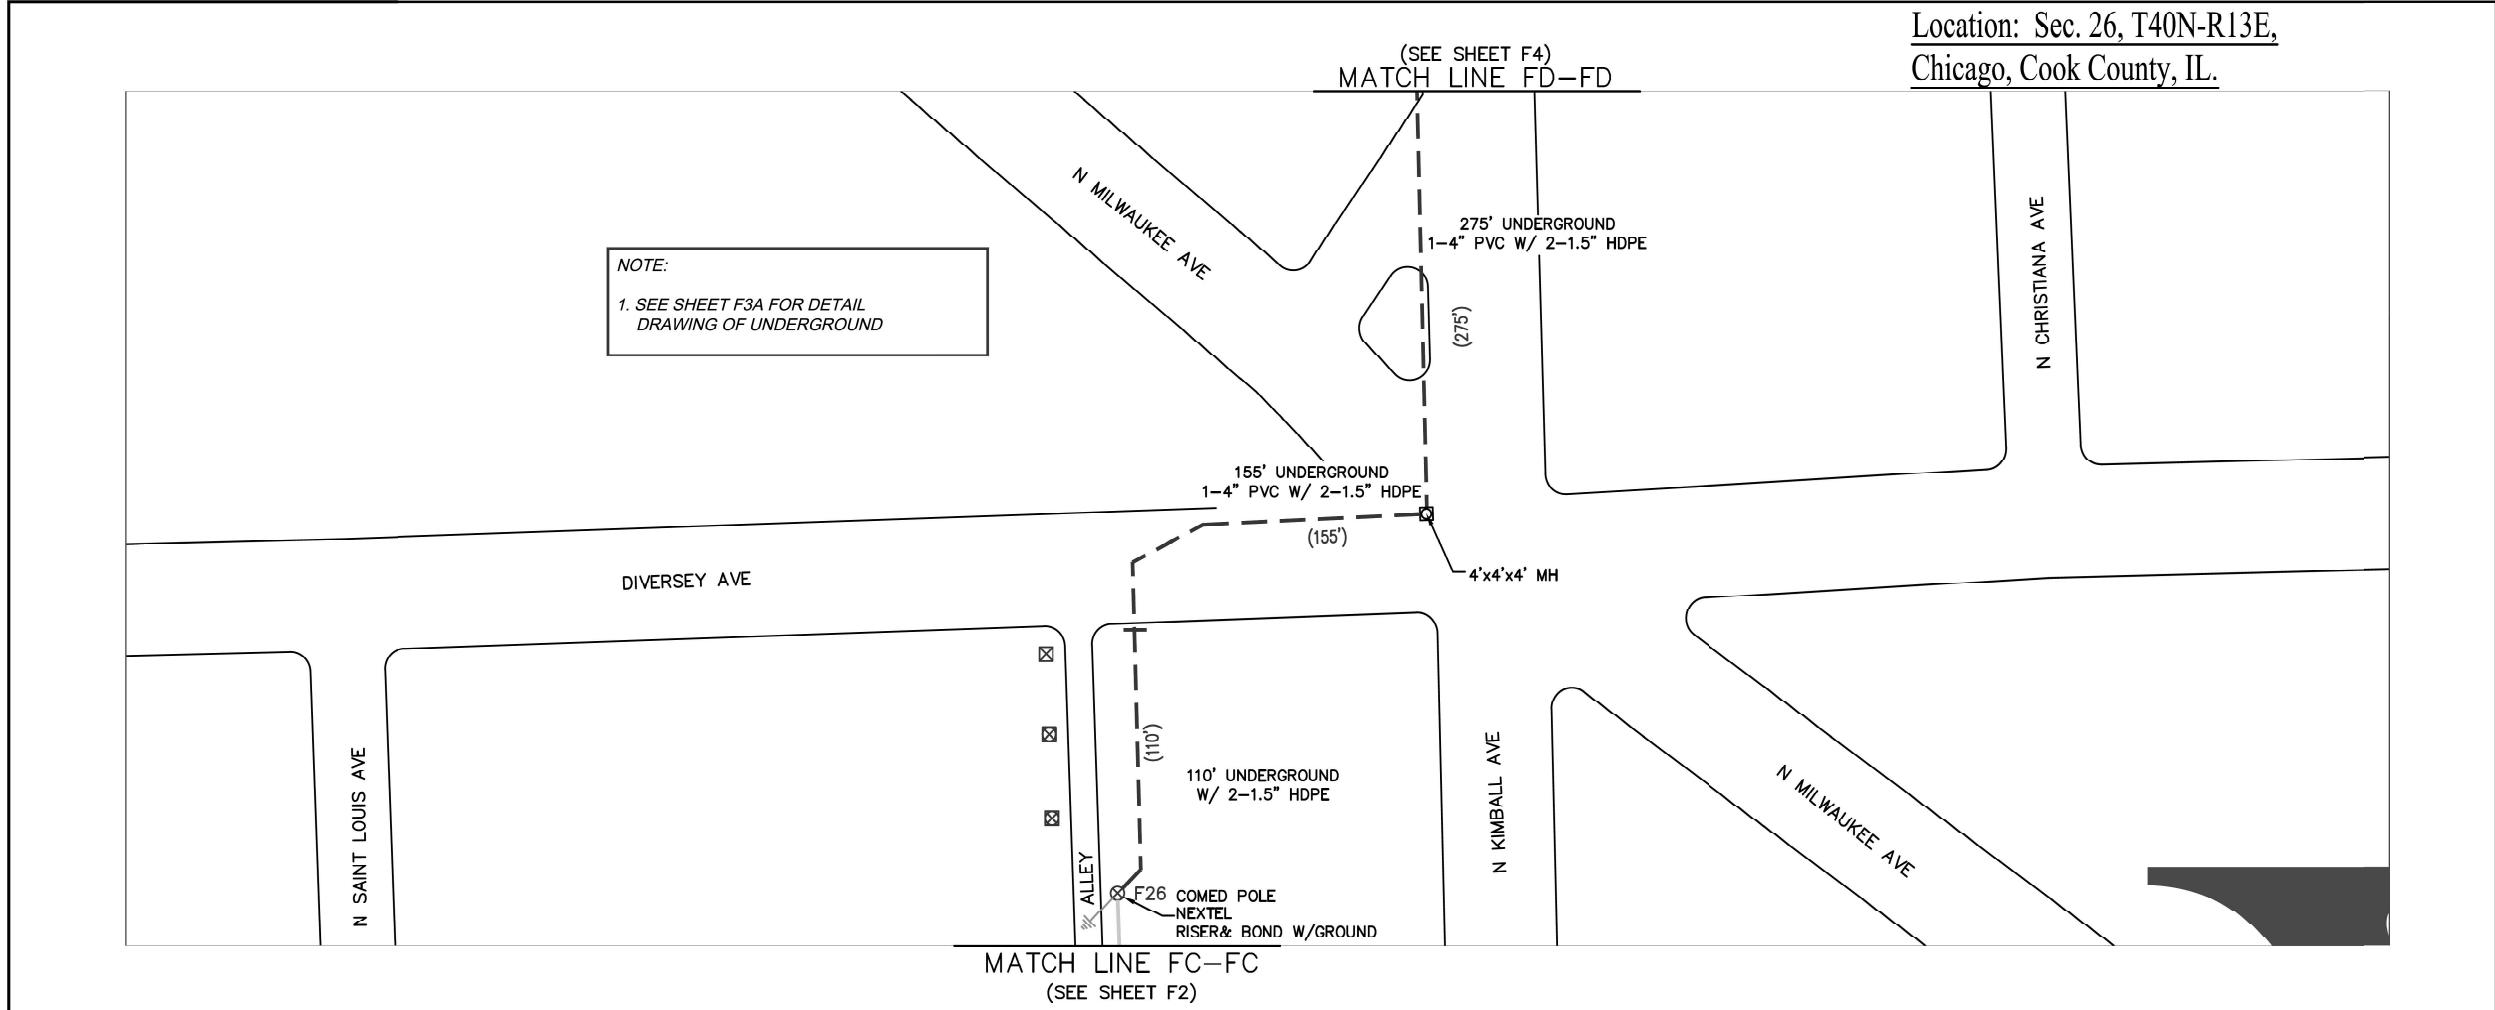 Location: Sec. 26, T40N-R13E,
Chicago, Cook County, IL.
(SEE SHEET F4)
MATCH LINE FD-FD
N MILWAUKEE AVE
275' UNDERGROUND
1-4" PVC W/ 2-1.5" HDPE
N CHRISTIANA AVE
NOTE:
1. SEE SHEET F3A FOR DETAIL
DRAWING OF UNDERGROUND
(275')
155' UNDERGROUND
1-4" PVC W/ 2-1.5" HDPE
(155')
4'x4'x4' MH
DIVERSEY AVE
(110')
110' UNDERGROUND
W/ 2-1.5" HDPE
N SAINT LOUIS AVE
ALLEY
N KIMBALL AVE
N MILWAUKEE AVE
F26 COMED POLE
NEXTEL
RISER& BOND W/GROUND
MATCH LINE FC-FC
(SEE SHEET F2)